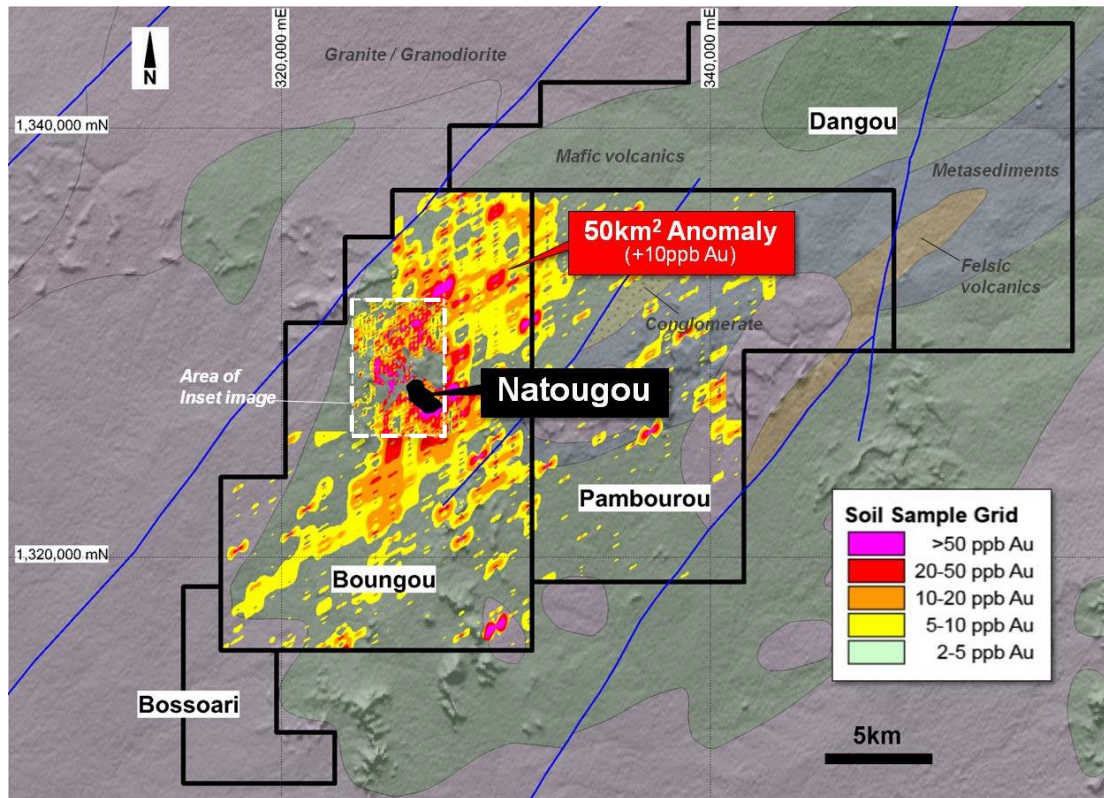 320,000 mE
340,000 mE
N
Granite / Granodiorite
1,340,000 mN
Dangou
Mafic volcanics
Metasediments
50km² Anomaly
(+10ppb Au)
Felsic
volcanics
Conglomerate
Area of
Inset image
Natougou
Pambourou
Soil Sample Grid
>50 ppb Au
20-50 ppb Au
10-20 ppb Au
5-10 ppb Au
2-5 ppb Au
1,320,000 mN
Boungou
Bossoari
5km